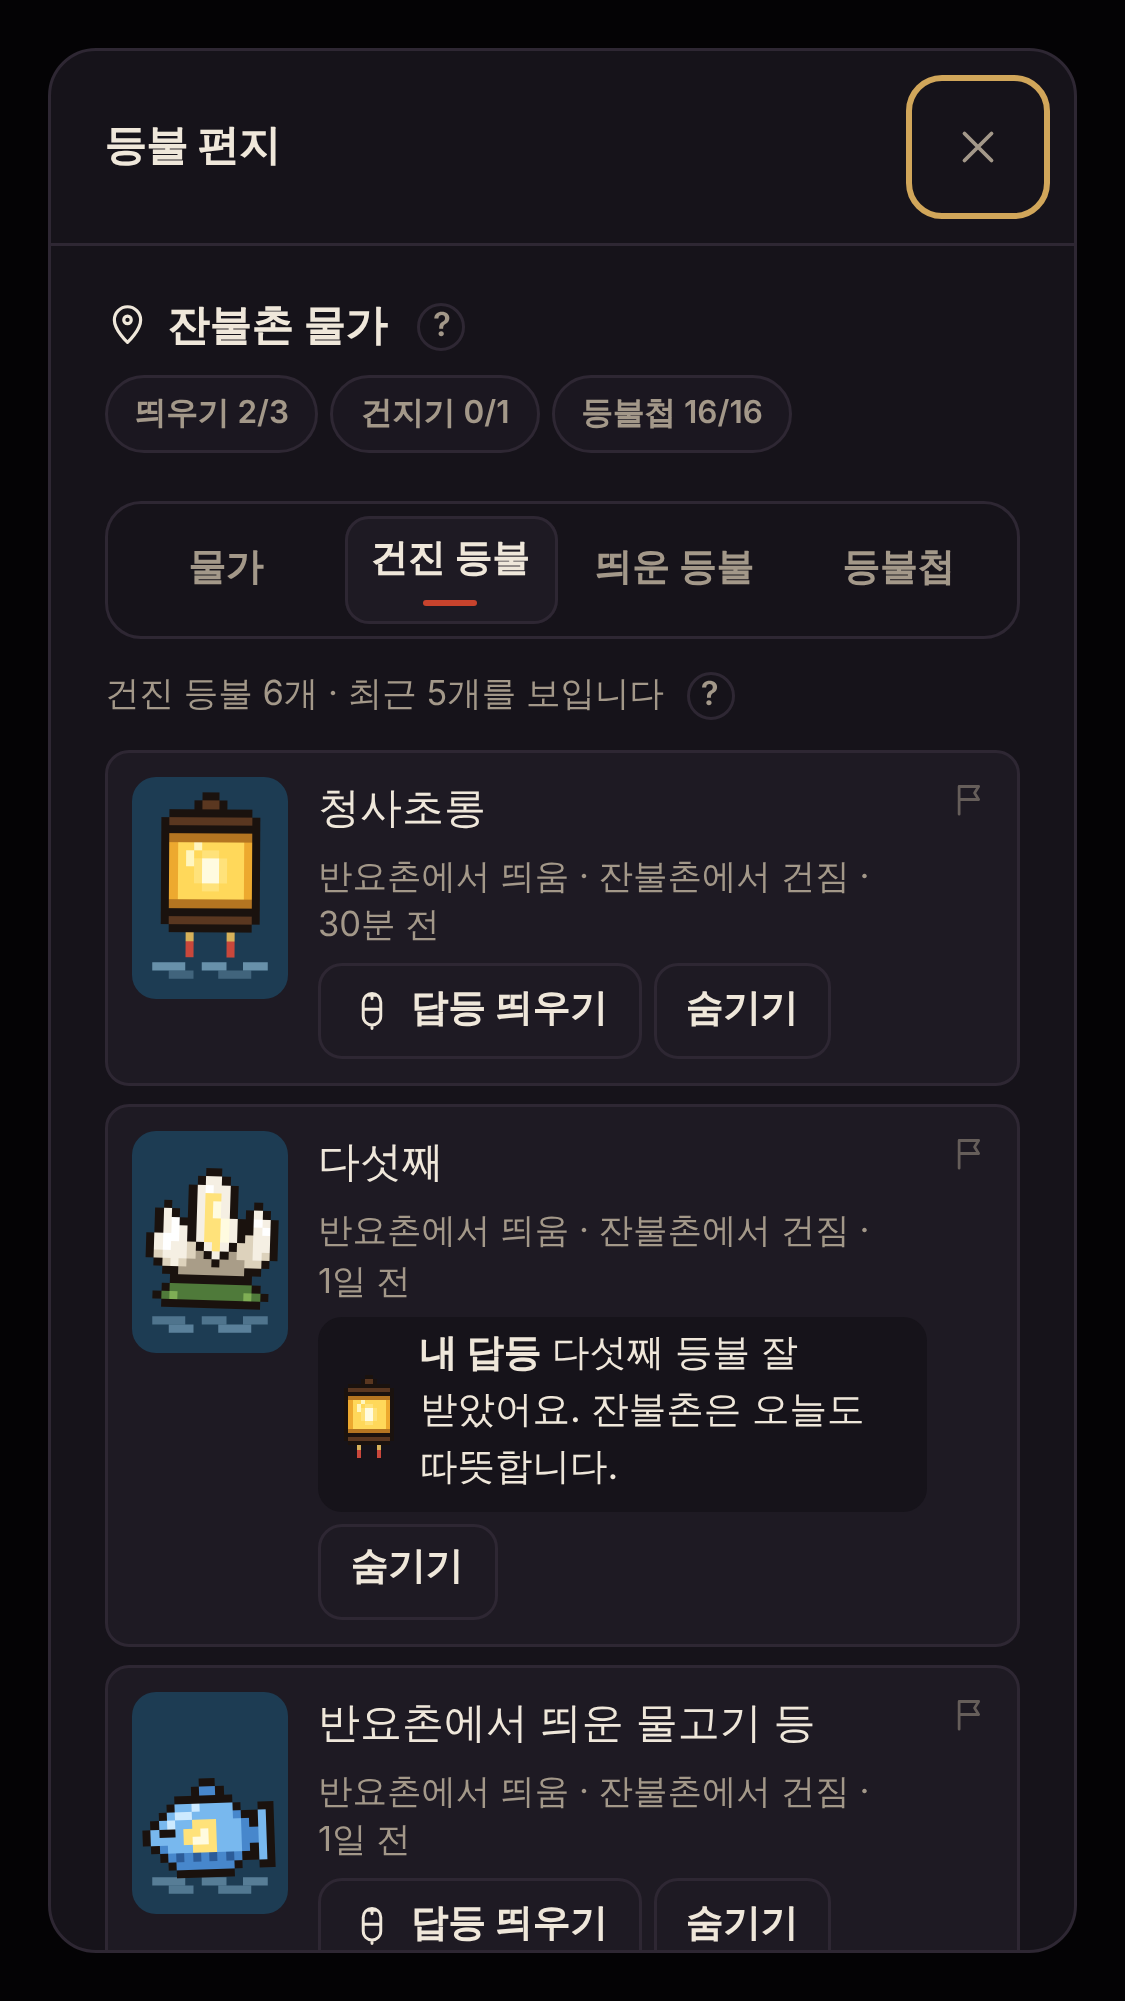 등불 편지
잔불촌 물가 ?
띄우기 2/3 건지기 0/1 등불첩 16/16
물가 건진 등불 띄운 등불 등불첩
건진 등불 6개 · 최근 5개를 보입니다 ?
청사초롱
반요촌에서 띄움 · 잔불촌에서 건짐 ·
30분 전
답등 띄우기 숨기기
다섯째
반요촌에서 띄움 · 잔불촌에서 건짐 ·
1일 전
내 답등 다섯째 등불 잘
받았어요. 잔불촌은 오늘도
따뜻합니다.
숨기기
반요촌에서 띄운 물고기 등
반요촌에서 띄움 · 잔불촌에서 건짐 ·
1일 전
답등 띄우기 숨기기